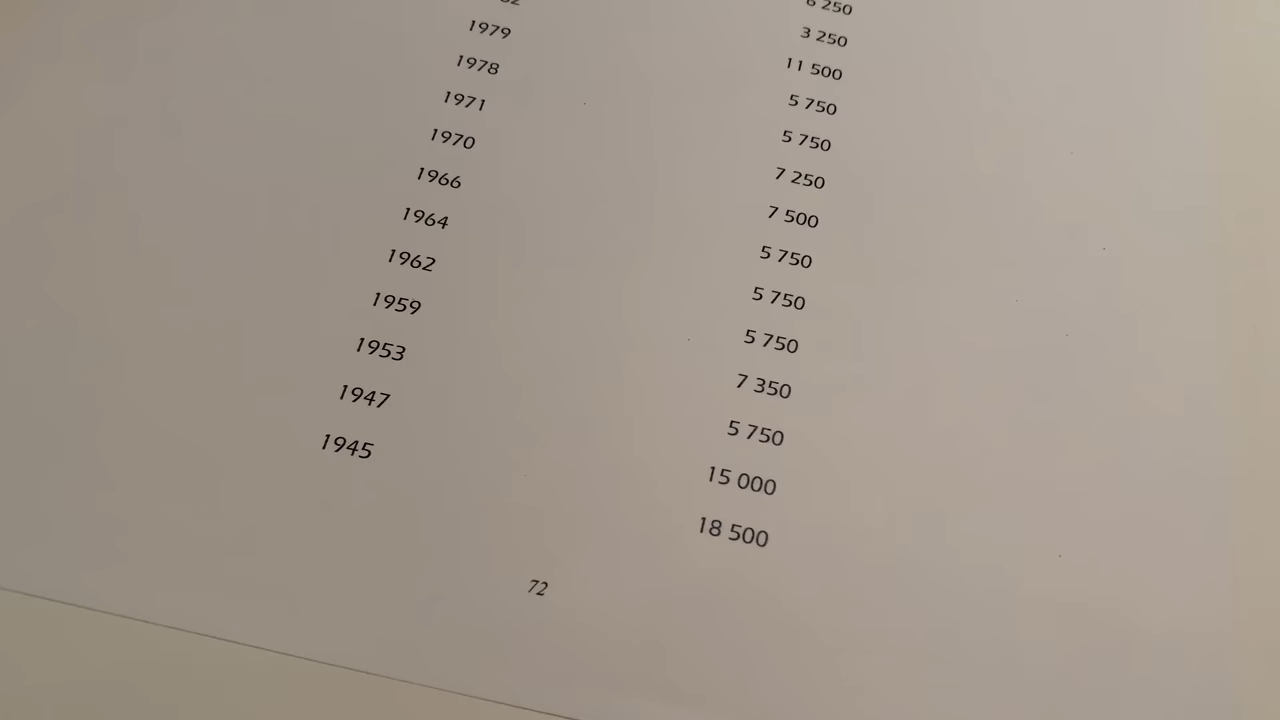 250
3 250
11 500
1979 5 750
1978 5 750
1971 7 250
1970 7 500
1966 5 750
1964 5 750
1962 5 750
1959 7 350
1953 5 750
1947 15 000
1945 18 500
72